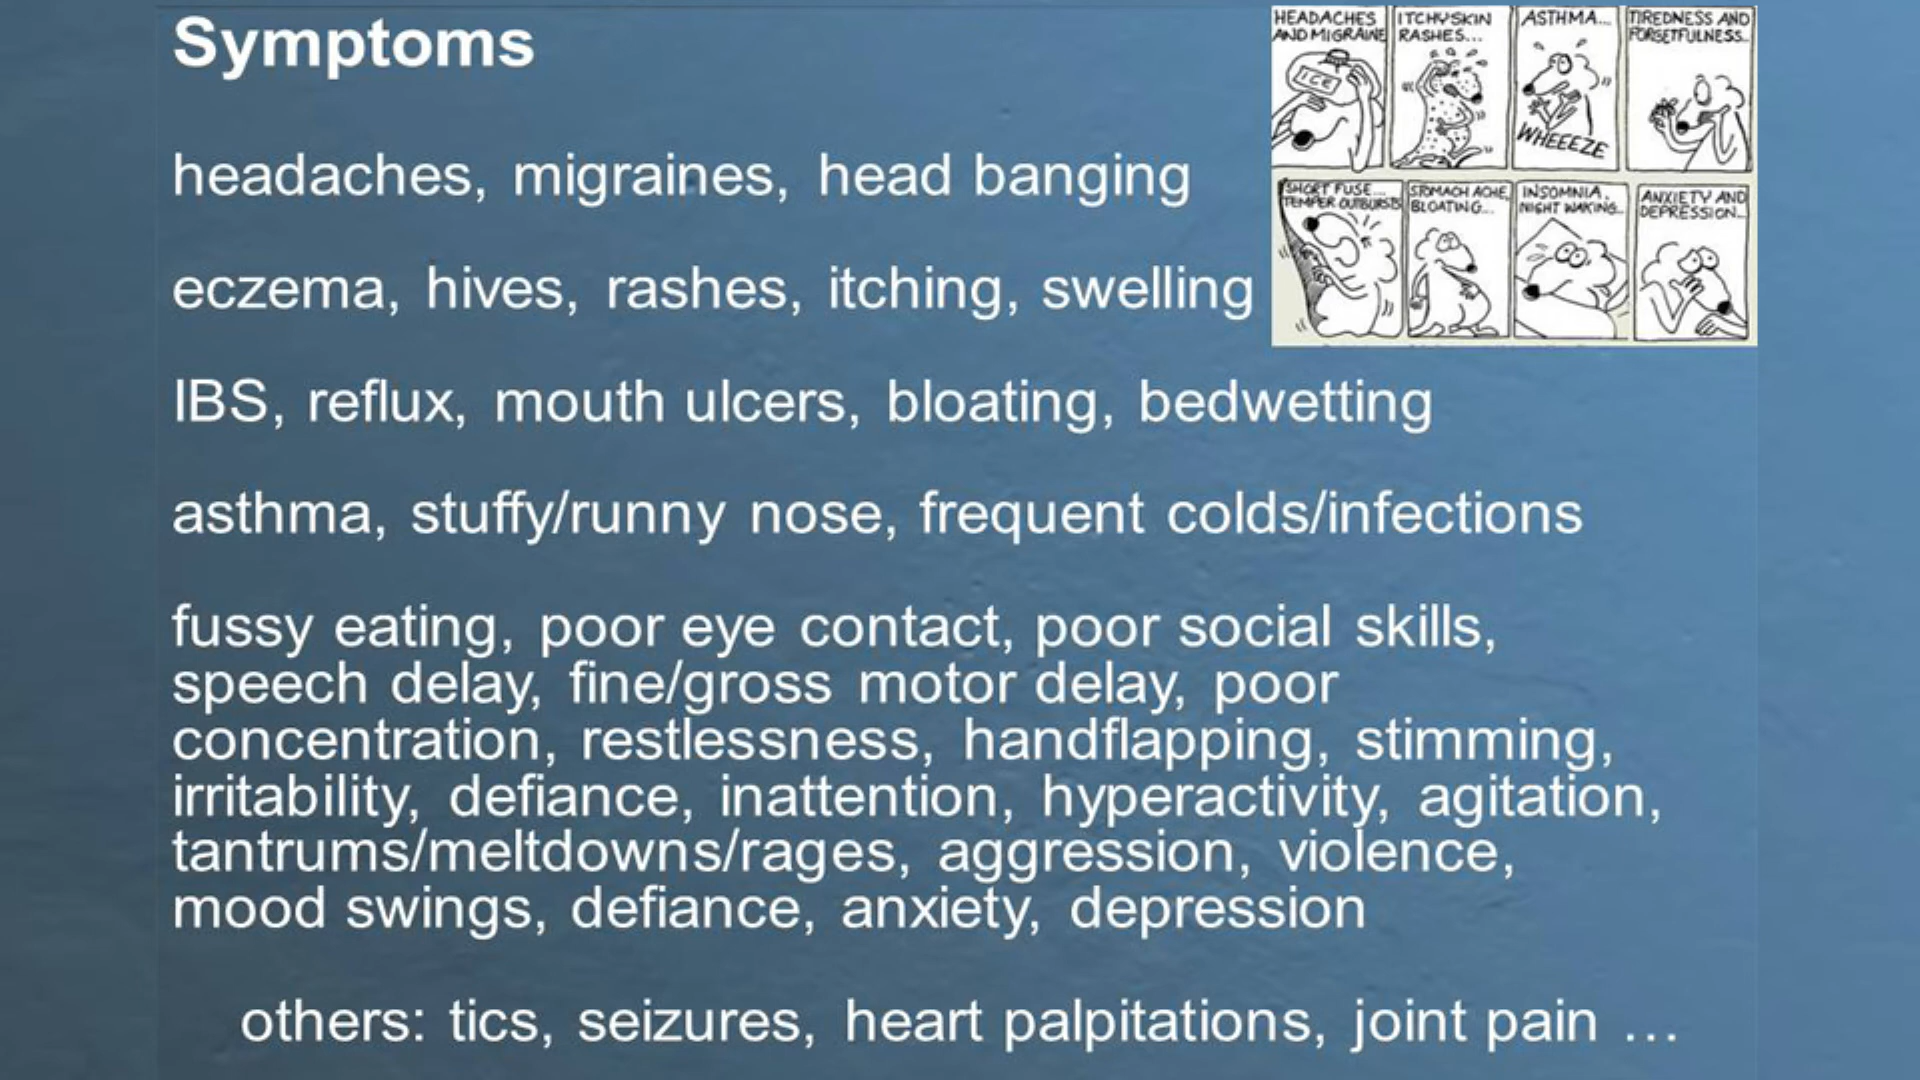 Symptoms
HEADACHES AND MIGRAINE
ITCHY SKIN RASHES...
ASTHMA...
WHEEEZE
TIREDNESS AND FORGETFULNESS...
ICE
SHORT FUSE... TEMPER OUTBURSTS
STOMACH ACHE, BLOATING...
INSOMNIA, NIGHT WAKING...
ANXIETY AND DEPRESSION...
headaches, migraines, head banging
eczema, hives, rashes, itching, swelling
IBS, reflux, mouth ulcers, bloating, bedwetting
asthma, stuffy/runny nose, frequent colds/infections
fussy eating, poor eye contact, poor social skills,
speech delay, fine/gross motor delay, poor
concentration, restlessness, handflapping, stimming,
irritability, defiance, inattention, hyperactivity, agitation,
tantrums/meltdowns/rages, aggression, violence,
mood swings, defiance, anxiety, depression
others: tics, seizures, heart palpitations, joint pain …